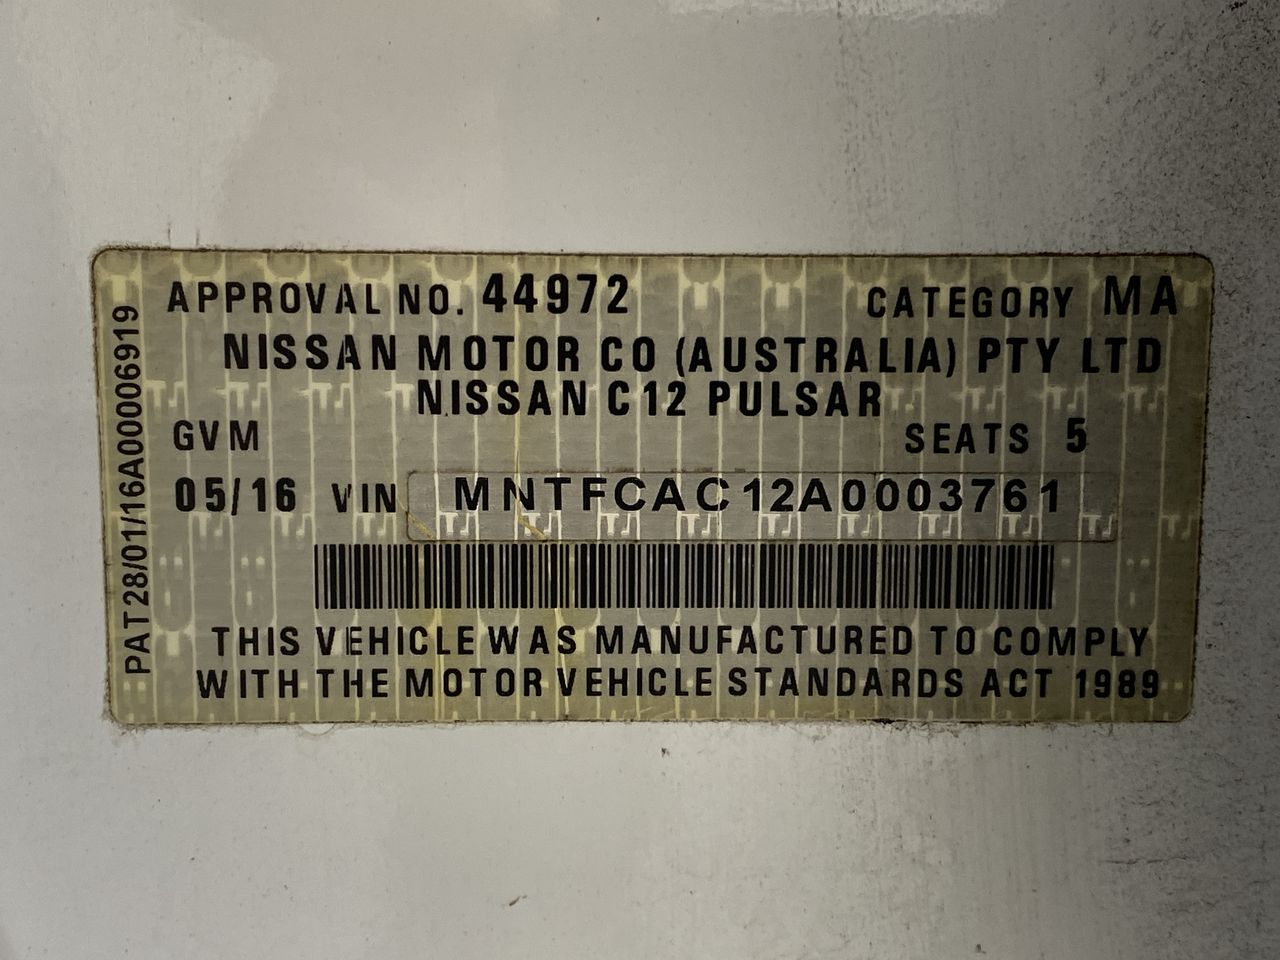 APPROVAL NO. 44972 CATEGORY MA
NISSAN MOTOR CO (AUSTRALIA) PTY LTD
NISSAN C12 PULSAR
GVM SEATS 5
05/16 VIN MNTFCAC12A0003761
THIS VEHICLE WAS MANUFACTURED TO COMPLY
WITH THE MOTOR VEHICLE STANDARDS ACT 1989
PAT28/01/16A00006919